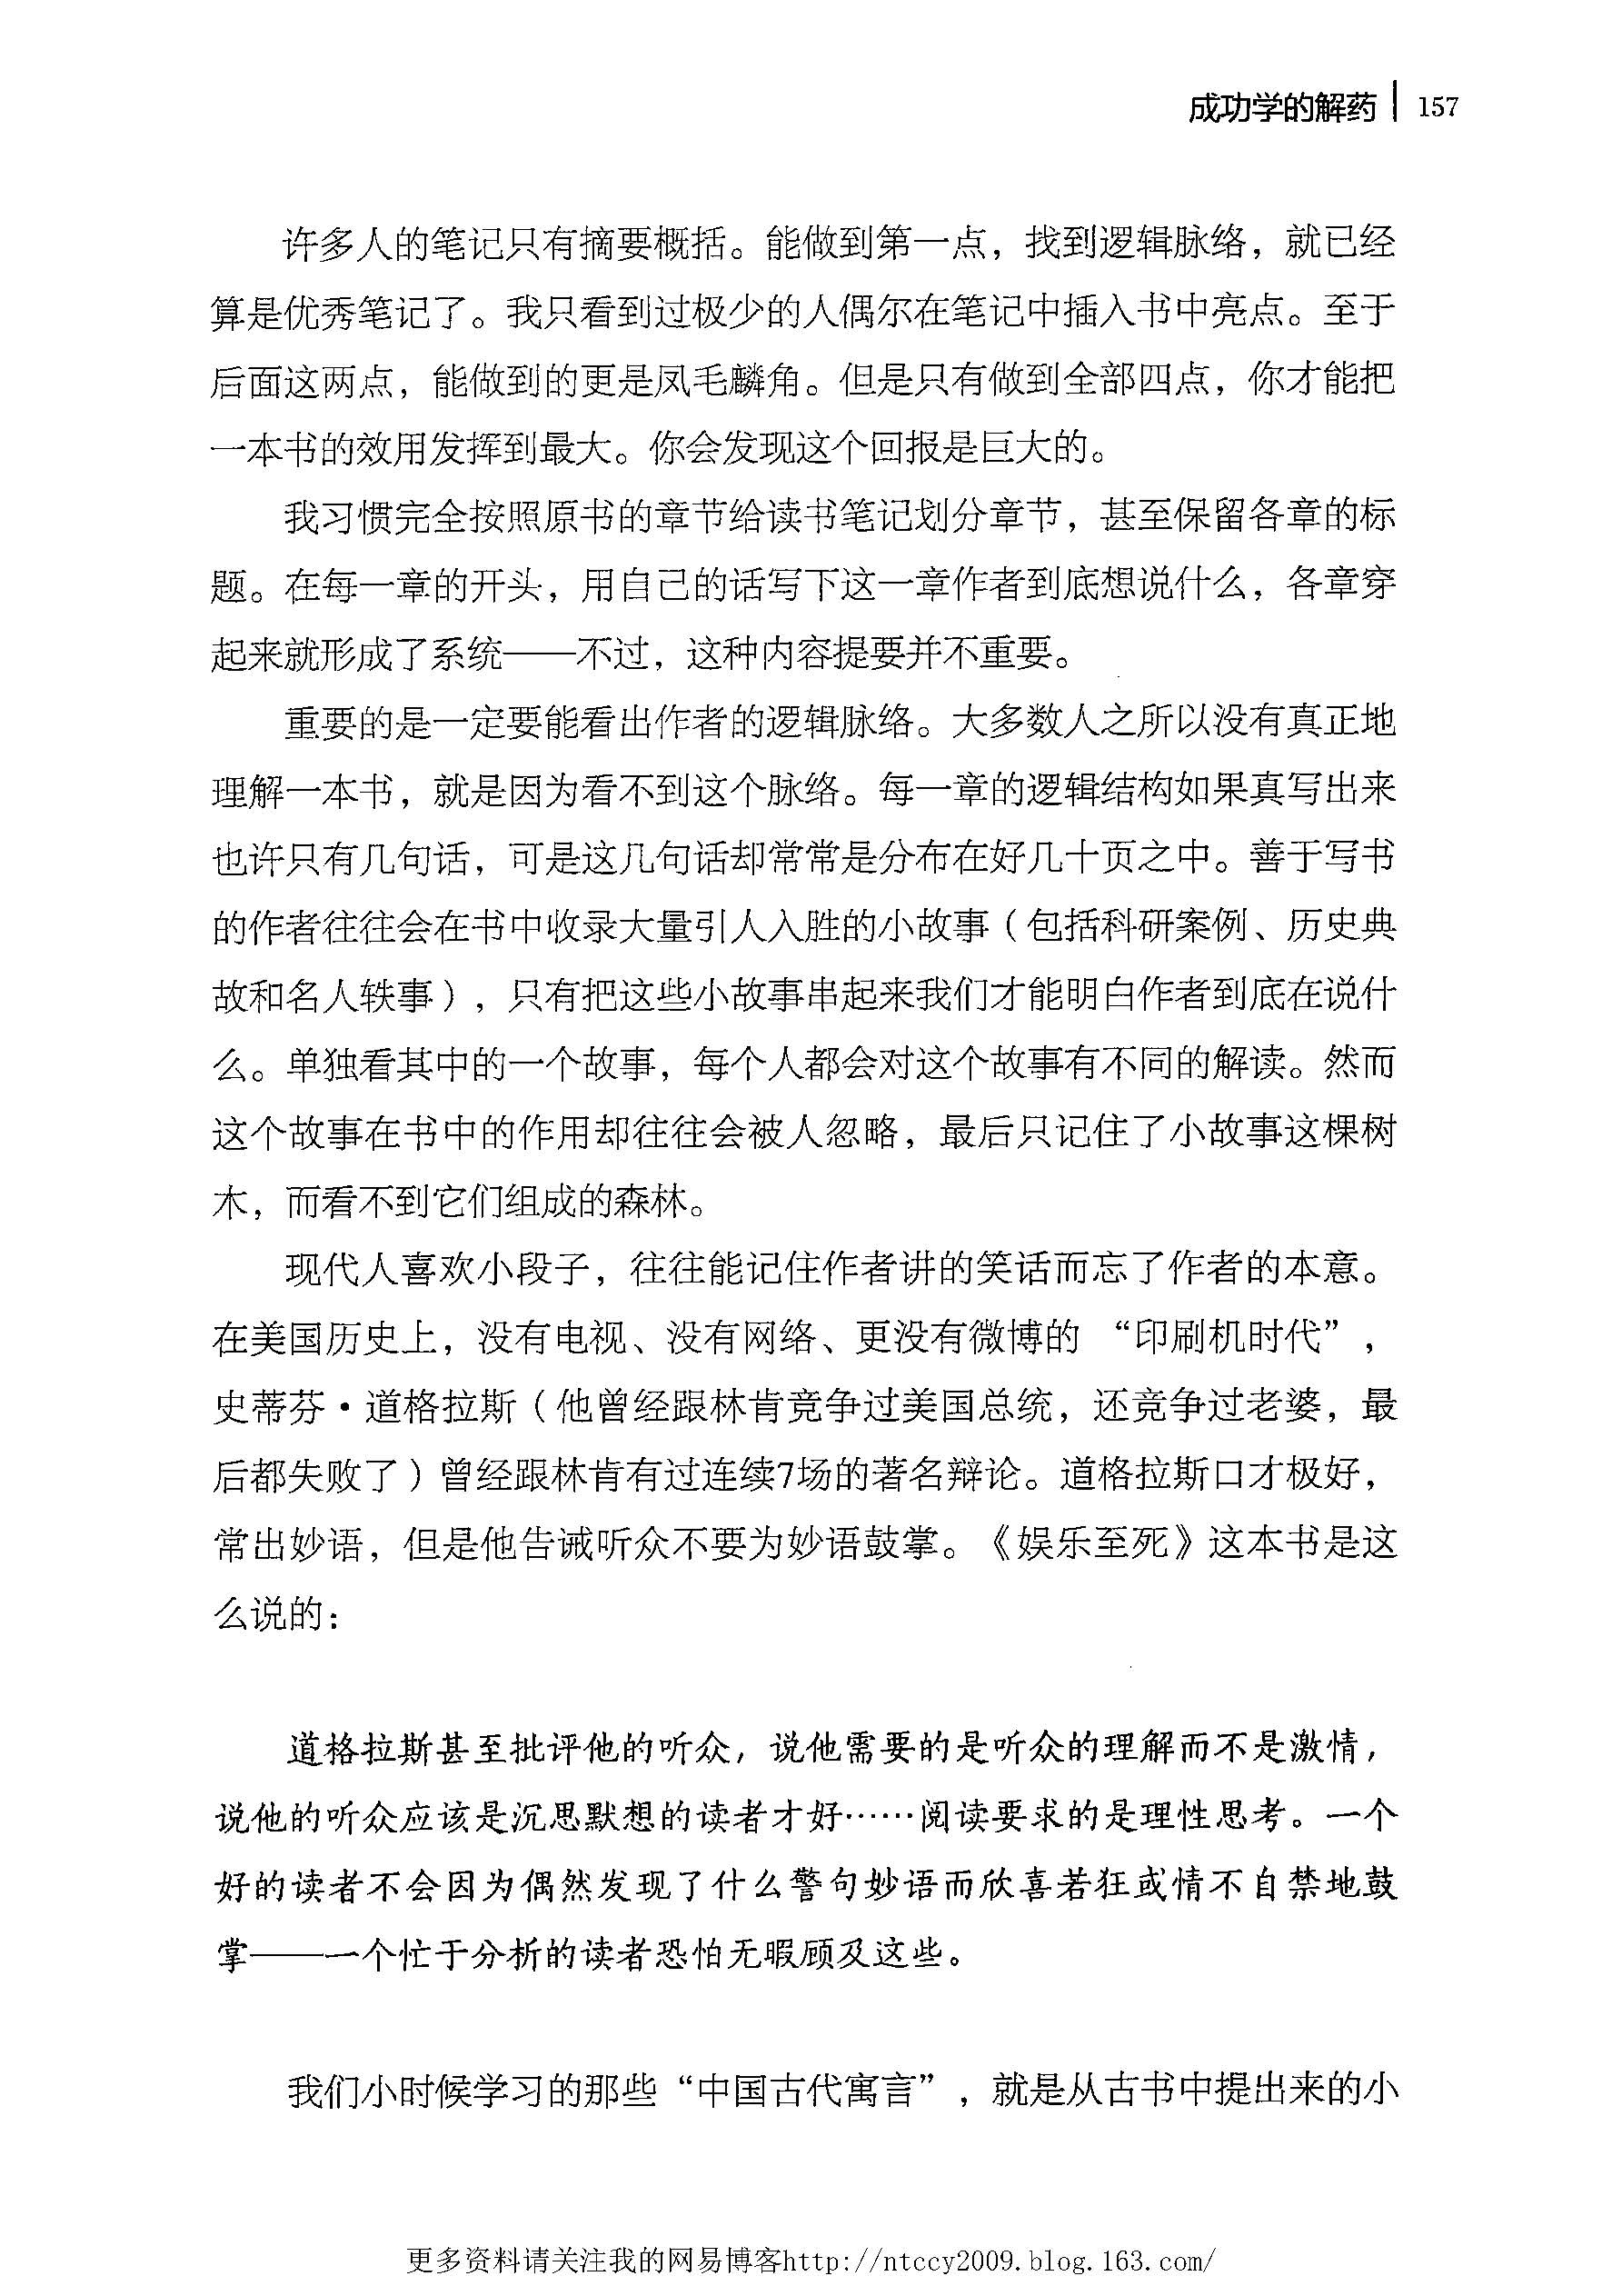 成功学的解药 | 157
许多人的笔记只有摘要概括。能做到第一点，找到逻辑脉络，就已经
算是优秀笔记了。我只看到过极少的人偶尔在笔记中插入书中亮点。至于
后面这两点，能做到的更是凤毛麟角。但是只有做到全部四点，你才能把
一本书的效用发挥到最大。你会发现这个回报是巨大的。
我习惯完全按照原书的章节给读书笔记划分章节，甚至保留各章的标
题。在每一章的开头，用自己的话写下这一章作者到底想说什么，各章穿
起来就形成了系统——不过，这种内容提要并不重要。
重要的是一定要能看出作者的逻辑脉络。大多数人之所以没有真正地
理解一本书，就是因为看不到这个脉络。每一章的逻辑结构如果真写出来
也许只有几句话，可是这几句话却常常是分布在好几十页之中。善于写书
的作者往往会在书中收录大量引人入胜的小故事（包括科研案例、历史典
故和名人轶事），只有把这些小故事串起来我们才能明白作者到底在说什
么。单独看其中的一个故事，每个人都会对这个故事有不同的解读。然而
这个故事在书中的作用却往往会被人忽略，最后只记住了小故事这棵树
木，而看不到它们组成的森林。
现代人喜欢小段子，往往能记住作者讲的笑话而忘了作者的本意。
在美国历史上，没有电视、没有网络、更没有微博的“印刷机时代”，
史蒂芬·道格拉斯（他曾经跟林肯竞争过美国总统，还竞争过老婆，最
后都失败了）曾经跟林肯有过连续7场的著名辩论。道格拉斯口才极好，
常出妙语，但是他告诫听众不要为妙语鼓掌。《娱乐至死》这本书是这
么说的：
道格拉斯甚至批评他的听众，说他需要的是听众的理解而不是激情，
说他的听众应该是沉思默想的读者才好……阅读要求的是理性思考。一个
好的读者不会因为偶然发现了什么警句妙语而欣喜若狂或情不自禁地鼓
掌——一个忙于分析的读者恐怕无暇顾及这些。
我们小时候学习的那些“中国古代寓言”，就是从古书中提出来的小
更多资料请关注我的网易博客http://ntccy2009.blog.163.com/